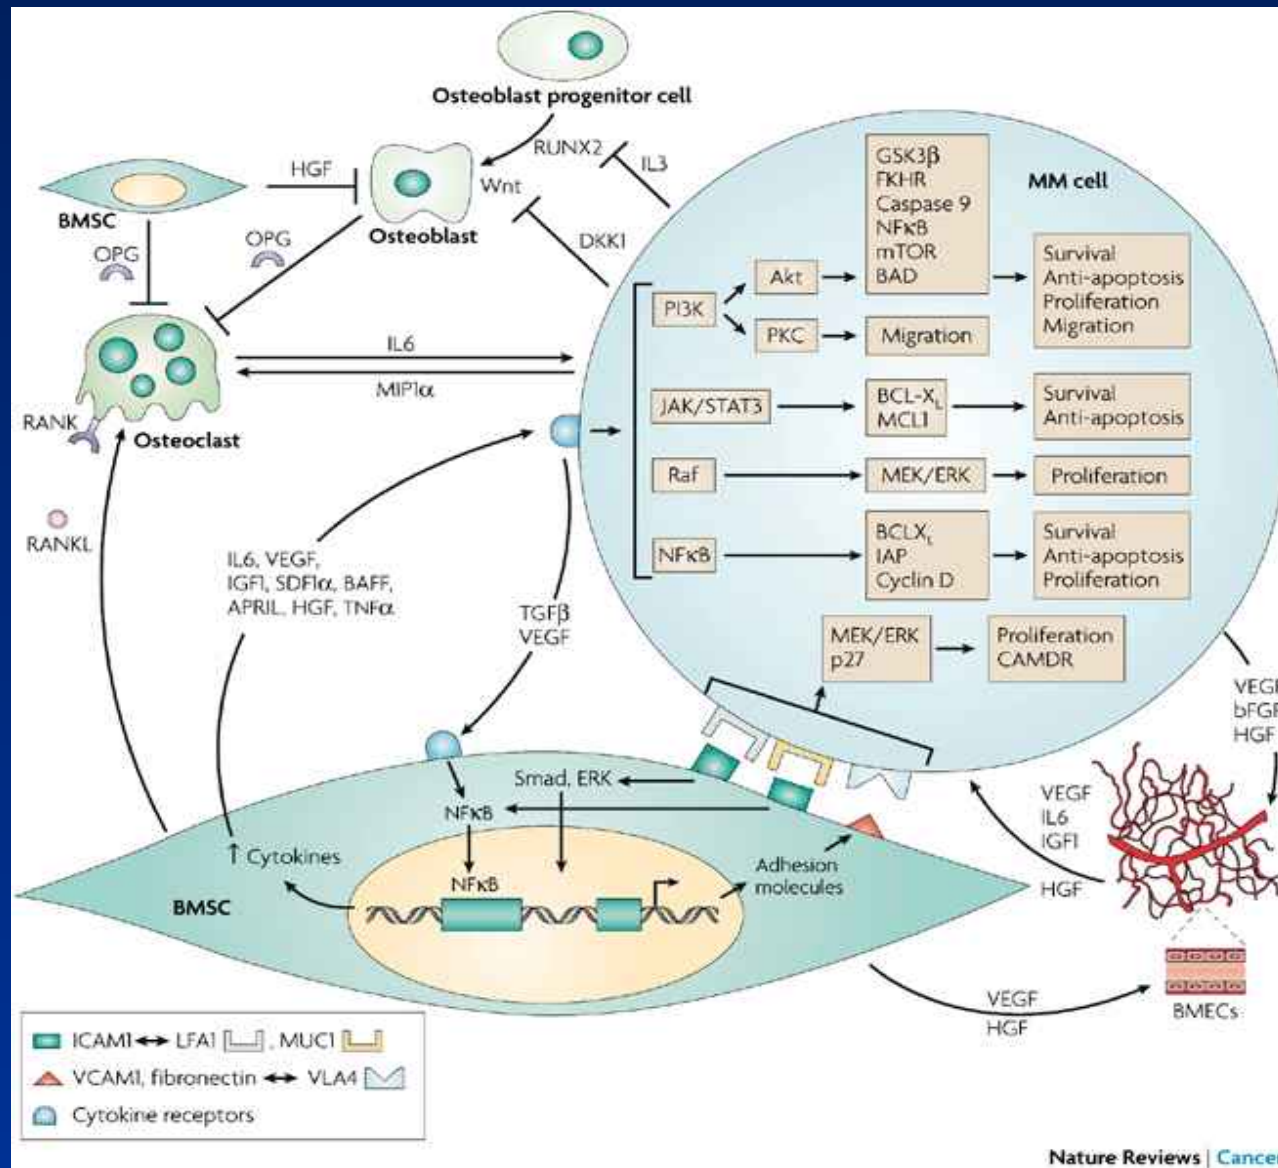 Osteoblast progenitor cell
HGF
RUNX2
IL3
Wnt
BMSC
Osteoblast
OPG
OPG
DKK1
MM cell
GSK3β
FKHR
Caspase 9
NFκB
mTOR
BAD
PI3K
Akt
PKC
Migration
Survival
Anti-apoptosis
Proliferation
Migration
IL6
MIP1α
RANK
Osteoclast
JAK/STAT3
BCL-XL
MCL1
Survival
Anti-apoptosis
Raf
MEK/ERK
Proliferation
RANKL
NFκB
BCLXL
IAP
Cyclin D
Survival
Anti-apoptosis
Proliferation
IL6, VEGF,
IGF1, SDF1α, BAFF,
APRIL, HGF, TNFα
TGFβ
VEGF
MEK/ERK
p27
Proliferation
CAMDR
VEGF
bFGF
HGF
Smad, ERK
NFκB
VEGF
IL6
IGF1
HGF
↑ Cytokines
NFκB
Adhesion
molecules
BMSC
VEGF
HGF
BMECs
ICAM1 ↔ LFA1 , MUC1
VCAM1, fibronectin ↔ VLA4
Cytokine receptors
Nature Reviews | Cancer